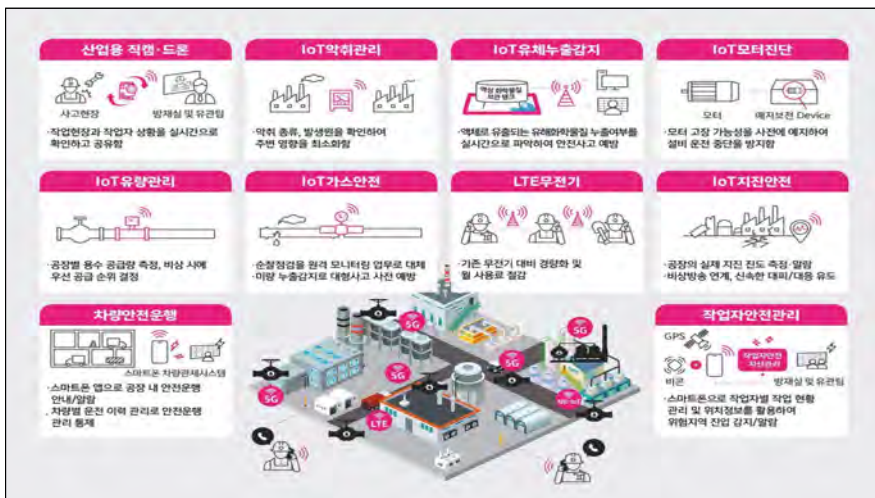 산업용 직캠·드론
사고현장
방재실 및 유관팀
·작업현장과 작업자 상황을 실시간으로
확인하고 공유함
IoT악취관리
·악취 종류, 발생원을 확인하여
주변 영향을 최소화함
IoT유체누출감지
액상 화학물질
보관 탱크
·액체로 유출되는 유해화학물질 누출여부를
실시간으로 파악하여 안전사고 예방
IoT모터진단
모터
예지보전 Device
·모터 고장 가능성을 사전에 예지하여
설비 운전 중단을 방지함
IoT유량관리
·공장별 용수 공급량 측정, 비상 시에
우선 공급 순위 결정
IoT가스안전
·순찰점검을 원격 모니터링 업무로 대체
·미량 누출감지로 대형사고 사전 예방
LTE무전기
·기존 무전기 대비 경량화 및
월 사용료 절감
IoT지진안전
·공장의 실제 지진 진도 측정·알람
·비상방송 연계, 신속한 대피/대응 유도
차량안전운행
스마트폰 차량관제시스템
·스마트폰 앱으로 공장 내 안전운행
안내/알람
·차량별 운전 이력 관리로 안전운행
관리 통제
5G
5G
5G
5G
5G
LTE
NB-IoT
작업자안전관리
GPS
비콘
작업자안전
자산관리
방재실 및 유관팀
·스마트폰으로 작업자별 작업 현황
관리 및 위치정보를 활용하여
위험지역 진입 감지/알람